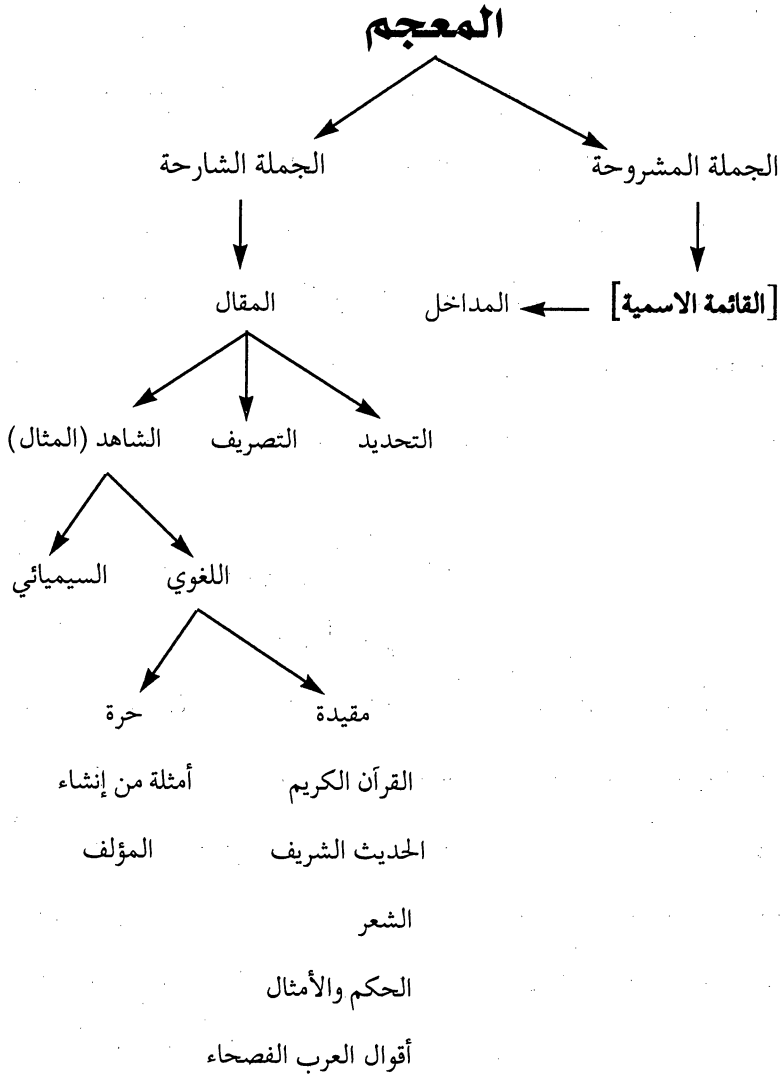 المعجم
الجملة المشروحة الجملة الشارحة
[القائمة الاسمية] المداخل المقال
التحديد التصريف الشاهد (المثال)
اللغوي السيميائي
مقيدة حرة
القرآن الكريم أمثلة من إنشاء
الحديث الشريف المؤلف
الشعر
الحكم والأمثال
أقوال العرب الفصحاء